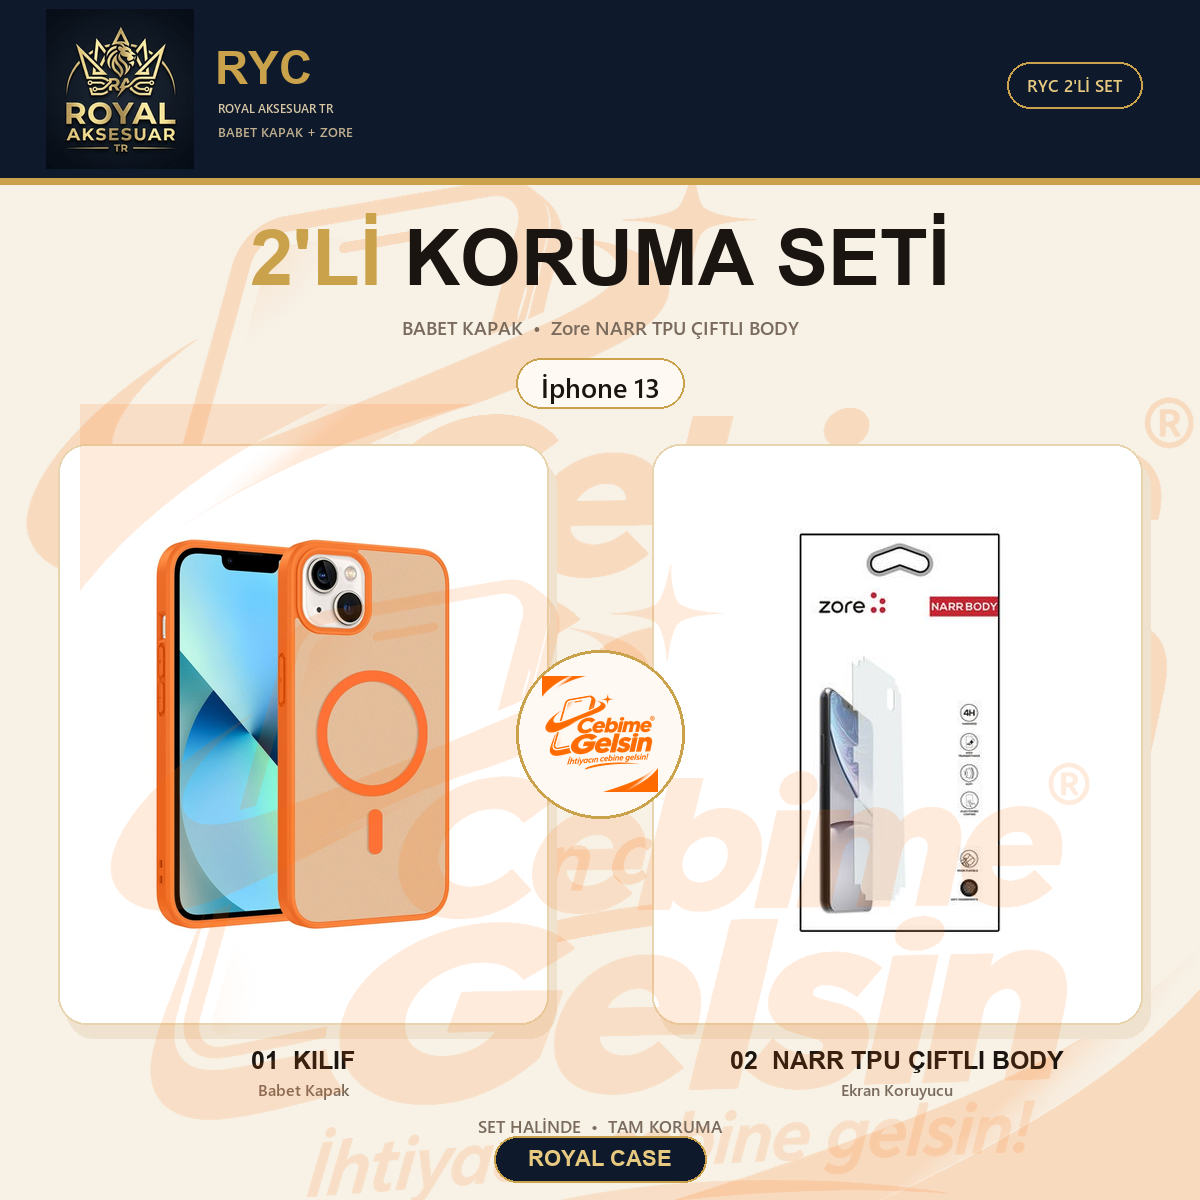 ROYAL
AKSESUAR
TR
RYC
ROYAL AKSESUAR TR
BABET KAPAK + ZORE
RYC 2'Lİ SET
2'Lİ KORUMA SETİ
BABET KAPAK • Zore NARR TPU ÇIFTLI BODY
İphone 13
zore
NARR BODY
4H
Cebime
Gelsin
İhtiyacın cebine gelsin!
Cebime
Gelsin
®
01 KILIF
Babet Kapak
02 NARR TPU ÇIFTLI BODY
Ekran Koruyucu
SET HALİNDE • TAM KORUMA
ROYAL CASE